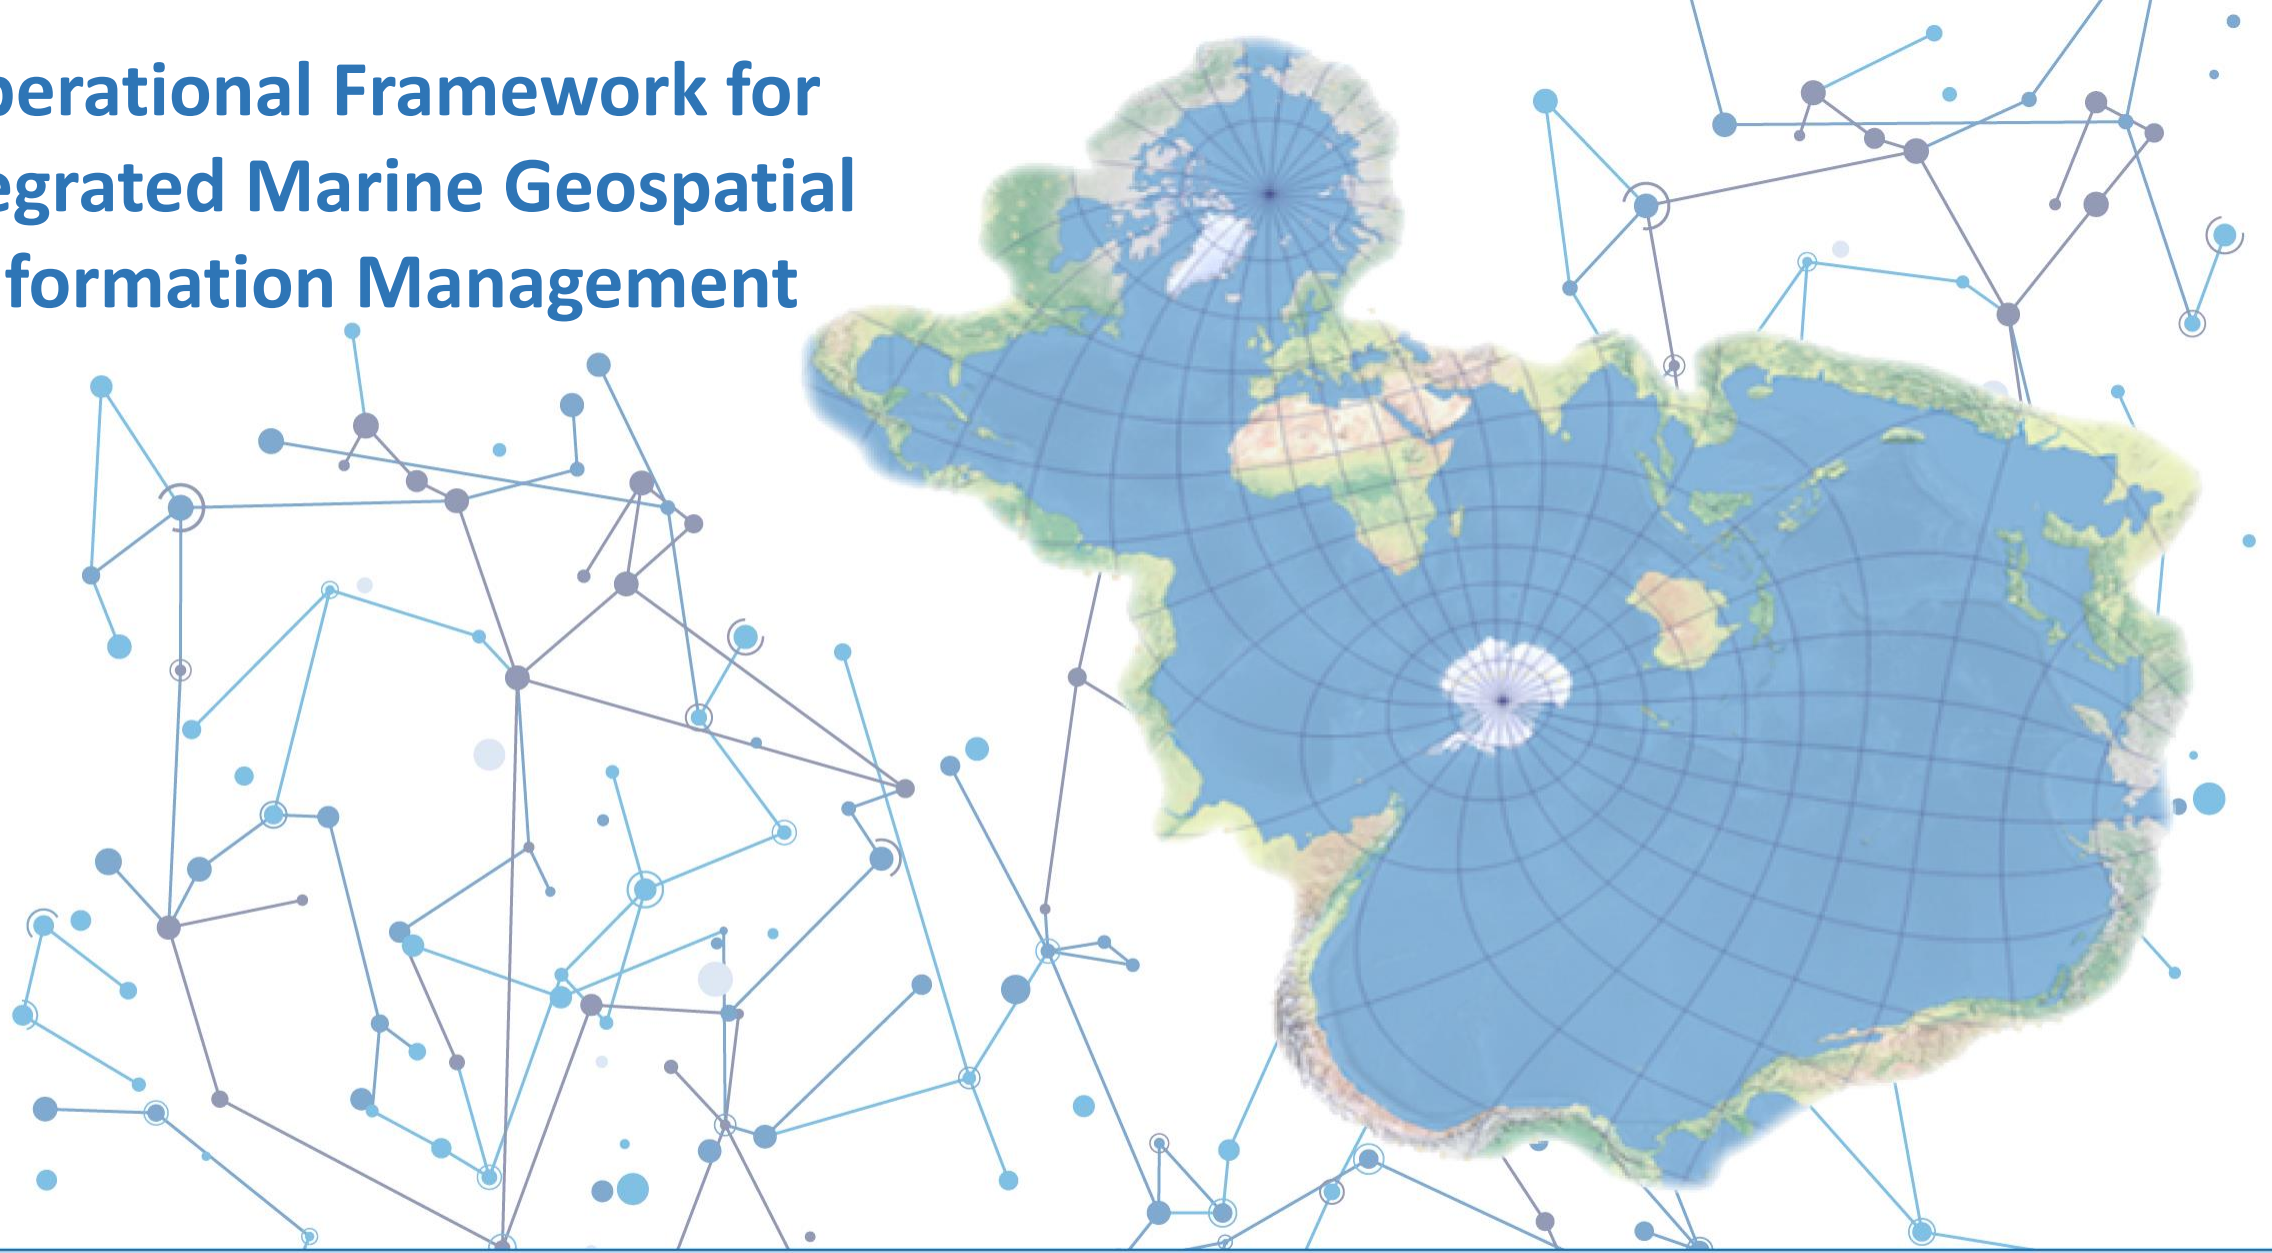 perational Framework for
egrated Marine Geospatial
formation Management